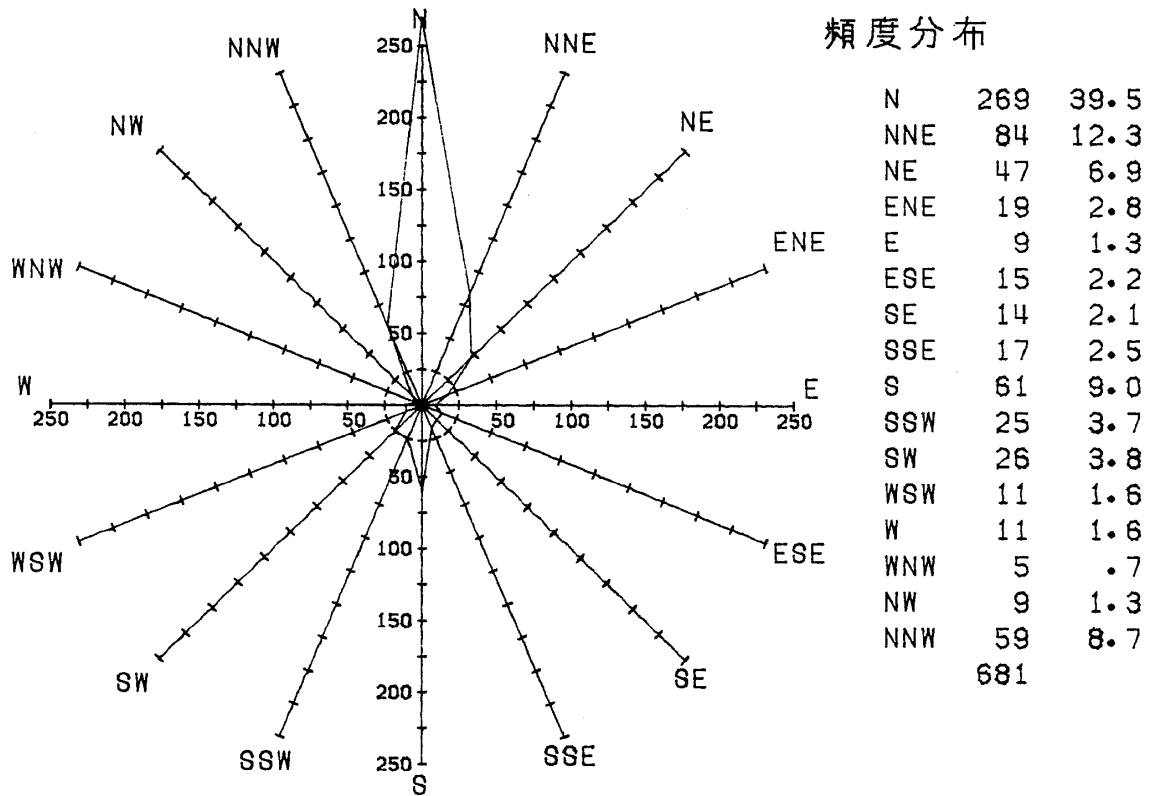 頻度分布
N
NNW
NNE
250
NW
NE
200
150
WNW
ENE
100
50
W
E
250 200 150 100 50 50 100 150 200 250
50
WSW
ESE
100
150
SW
SE
200
SSW
SSE
250
S
N 269 39.5
NNE 84 12.3
NE 47 6.9
ENE 19 2.8
E 9 1.3
ESE 15 2.2
SE 14 2.1
SSE 17 2.5
S 61 9.0
SSW 25 3.7
SW 26 3.8
WSW 11 1.6
W 11 1.6
WNW 5 .7
NW 9 1.3
NNW 59 8.7
681